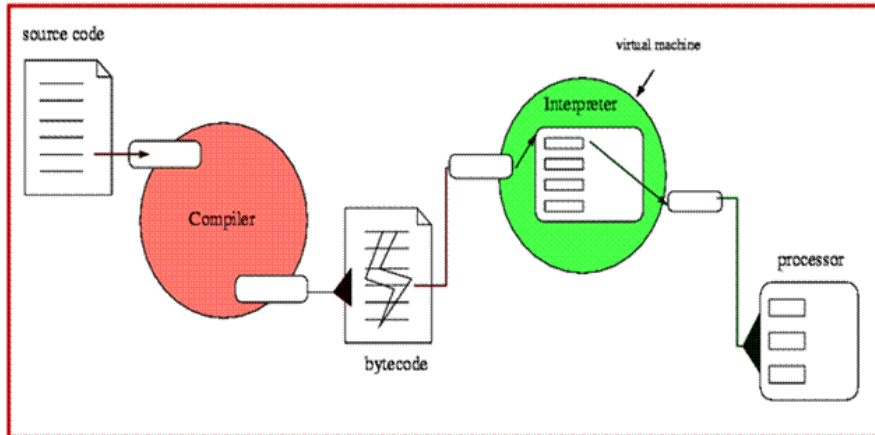 source code
virtual machine
Interpreter
Compiler
processor
bytecode